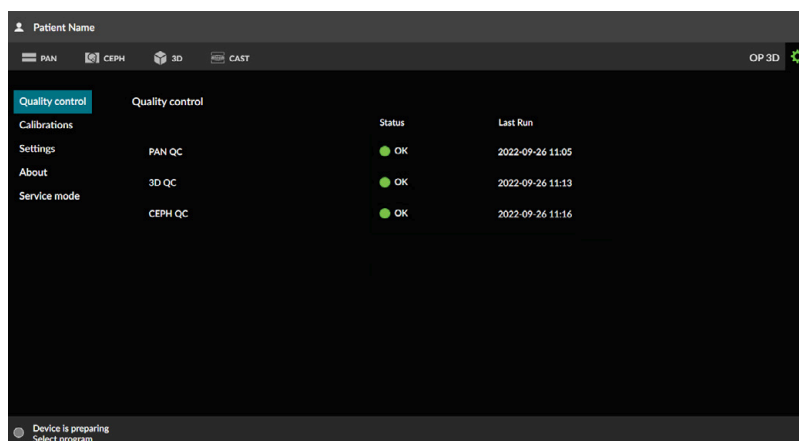 Patient Name
PAN CEPH 3D CAST OP 3D
Quality control Quality control
Calibrations Status Last Run
Settings PAN QC OK 2022-09-26 11:05
About
3D QC OK 2022-09-26 11:13
Service mode
CEPH QC OK 2022-09-26 11:16
Device is preparing
Select program